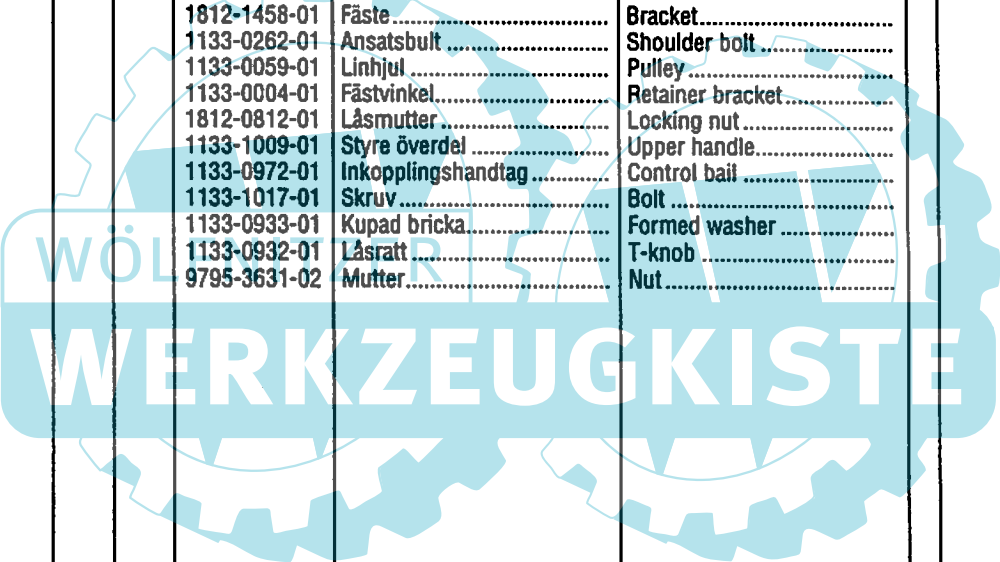 1812-1458-01 Fäste Bracket
1133-0262-01 Ansatsbult Shoulder bolt
1133-0059-01 Linhjul Pulley
1133-0004-01 Fästvinkel Retainer bracket
1812-0812-01 Låsmutter Locking nut
1133-1009-01 Styre överdel Upper handle
1133-0972-01 Inkopplingshandtag Control bail
1133-1017-01 Skruv Bolt
1133-0933-01 Kupad bricka Formed washer
1133-0932-01 Låsratt T-knob
9795-3631-02 Mutter Nut
WERKZEUGKISTE